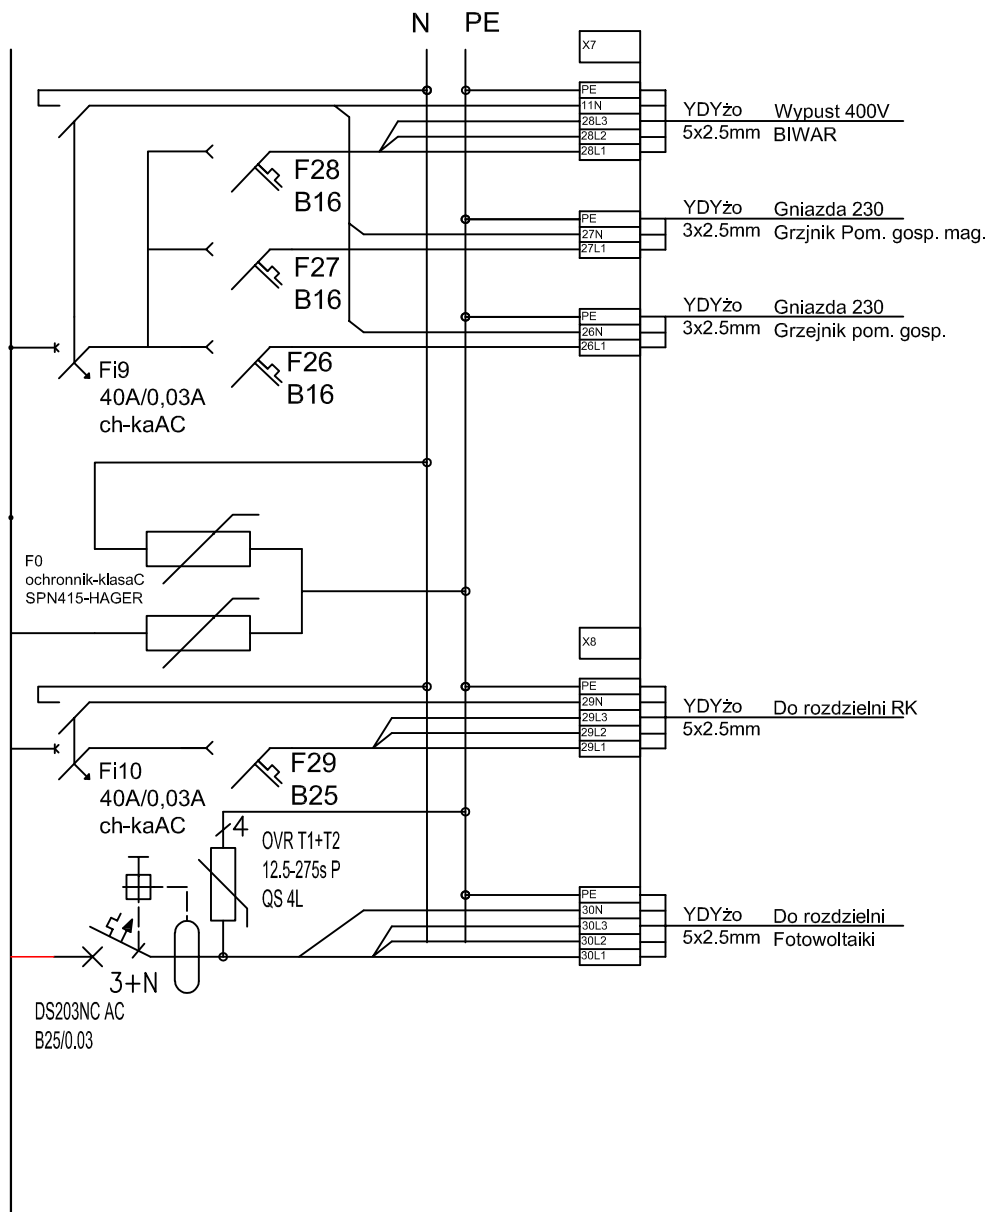 N PE
X7
PE
11N
28L3
28L2
28L1
YDYżo Wypust 400V
5x2.5mm BIWAR
F28
B16
PE
27N
27L1
YDYżo Gniazda 230
3x2.5mm Grzjnik Pom. gosp. mag.
F27
B16
PE
26N
26L1
YDYżo Gniazda 230
3x2.5mm Grzejnik pom. gosp.
F26
B16
Fi9
40A/0,03A
ch-kaAC
F0
ochronnik-klasaC
SPN415-HAGER
X8
PE
29N
29L3
29L2
29L1
YDYżo Do rozdzielni RK
5x2.5mm
F29
B25
Fi10
40A/0,03A
ch-kaAC
4
OVR T1+T2
12.5-275s P
QS 4L
PE
30N
30L3
30L2
30L1
YDYżo Do rozdzielni
5x2.5mm Fotowoltaiki
3+N
DS203NC AC
B25/0.03